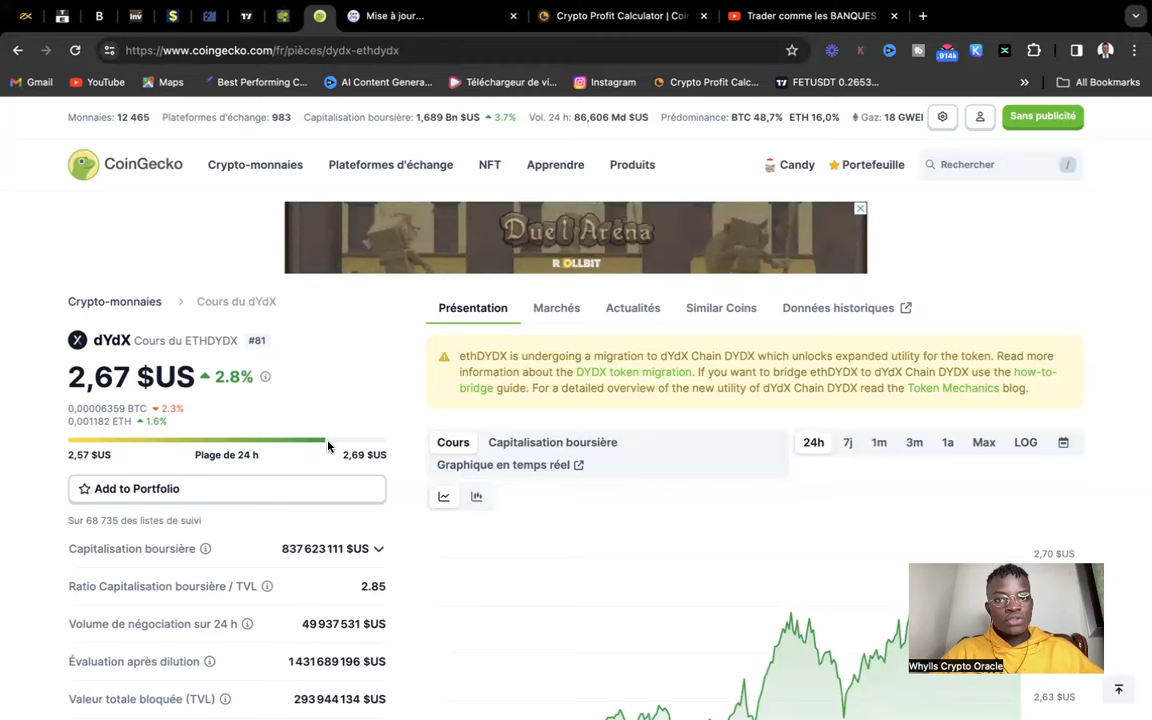 Mise à jour...
Crypto Profit Calculator | Coin
Trader comme les BANQUES
https://www.coingecko.com/fr/pièces/dydx-ethdydx
.914k
Gmail
YouTube
Maps
Best Performing C...
AI Content Genera...
Téléchargeur de vi...
Instagram
Crypto Profit Calc...
FETUSDT 0.2653...
»
All Bookmarks
Monnaies: 12 465 Plateformes d'échange: 983 Capitalisation boursière: 1,689 Bn $US 3.7% Vol. 24 h: 86,606 Md $US Prédominance: BTC 48,7% ETH 16,0% Gaz: 18 GWEI
Sans publicité
CoinGecko
Crypto-monnaies
Plateformes d'échange
NFT
Apprendre
Produits
Candy
Portefeuille
Rechercher
/
Duel Arena
ROLLBIT
Crypto-monnaies
Cours du dYdX
Présentation
Marchés
Actualités
Similar Coins
Données historiques
dYdX Cours du ETHDYDX #81
2,67 $US 2.8%
0,00006359 BTC 2.3%
0,001182 ETH 1.6%
2,57 $US Plage de 24 h 2,69 $US
Add to Portfolio
Sur 68 735 des listes de suivi
Capitalisation boursière 837 623 111 $US
Ratio Capitalisation boursière / TVL 2.85
Volume de négociation sur 24 h 49 937 531 $US
Évaluation après dilution 1 431 689 196 $US
Valeur totale bloquée (TVL) 293 944 134 $US
ethDYDX is undergoing a migration to dYdX Chain DYDX which unlocks expanded utility for the token. Read more
information about the DYDX token migration. If you want to bridge ethDYDX to dYdX Chain DYDX use the how-to-
bridge guide. For a detailed overview of the new utility of dYdX Chain DYDX read the Token Mechanics blog.
Cours
Capitalisation boursière
Graphique en temps réel
24h 7j 1m 3m 1a Max LOG
2,70 $US
2,63 $US
Whylls Crypto Oracle